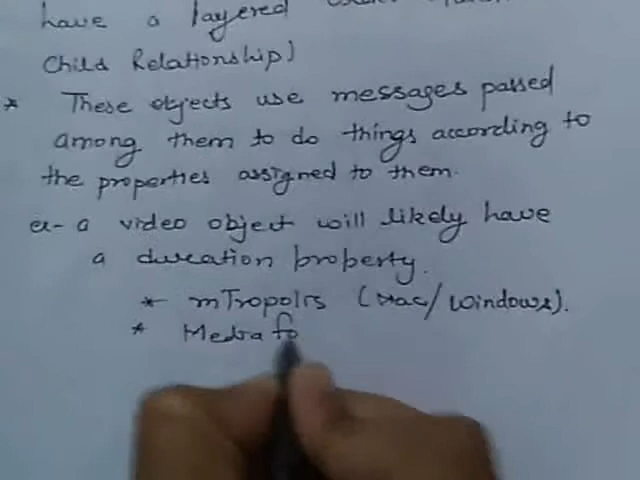 have a layered
Child Relationship)
* These objects use messages passed
among them to do things according to
the properties assigned to them.
ex- a video object will likely have
a duration property.
* mTropolis (Mac/Windows).
* Media fo